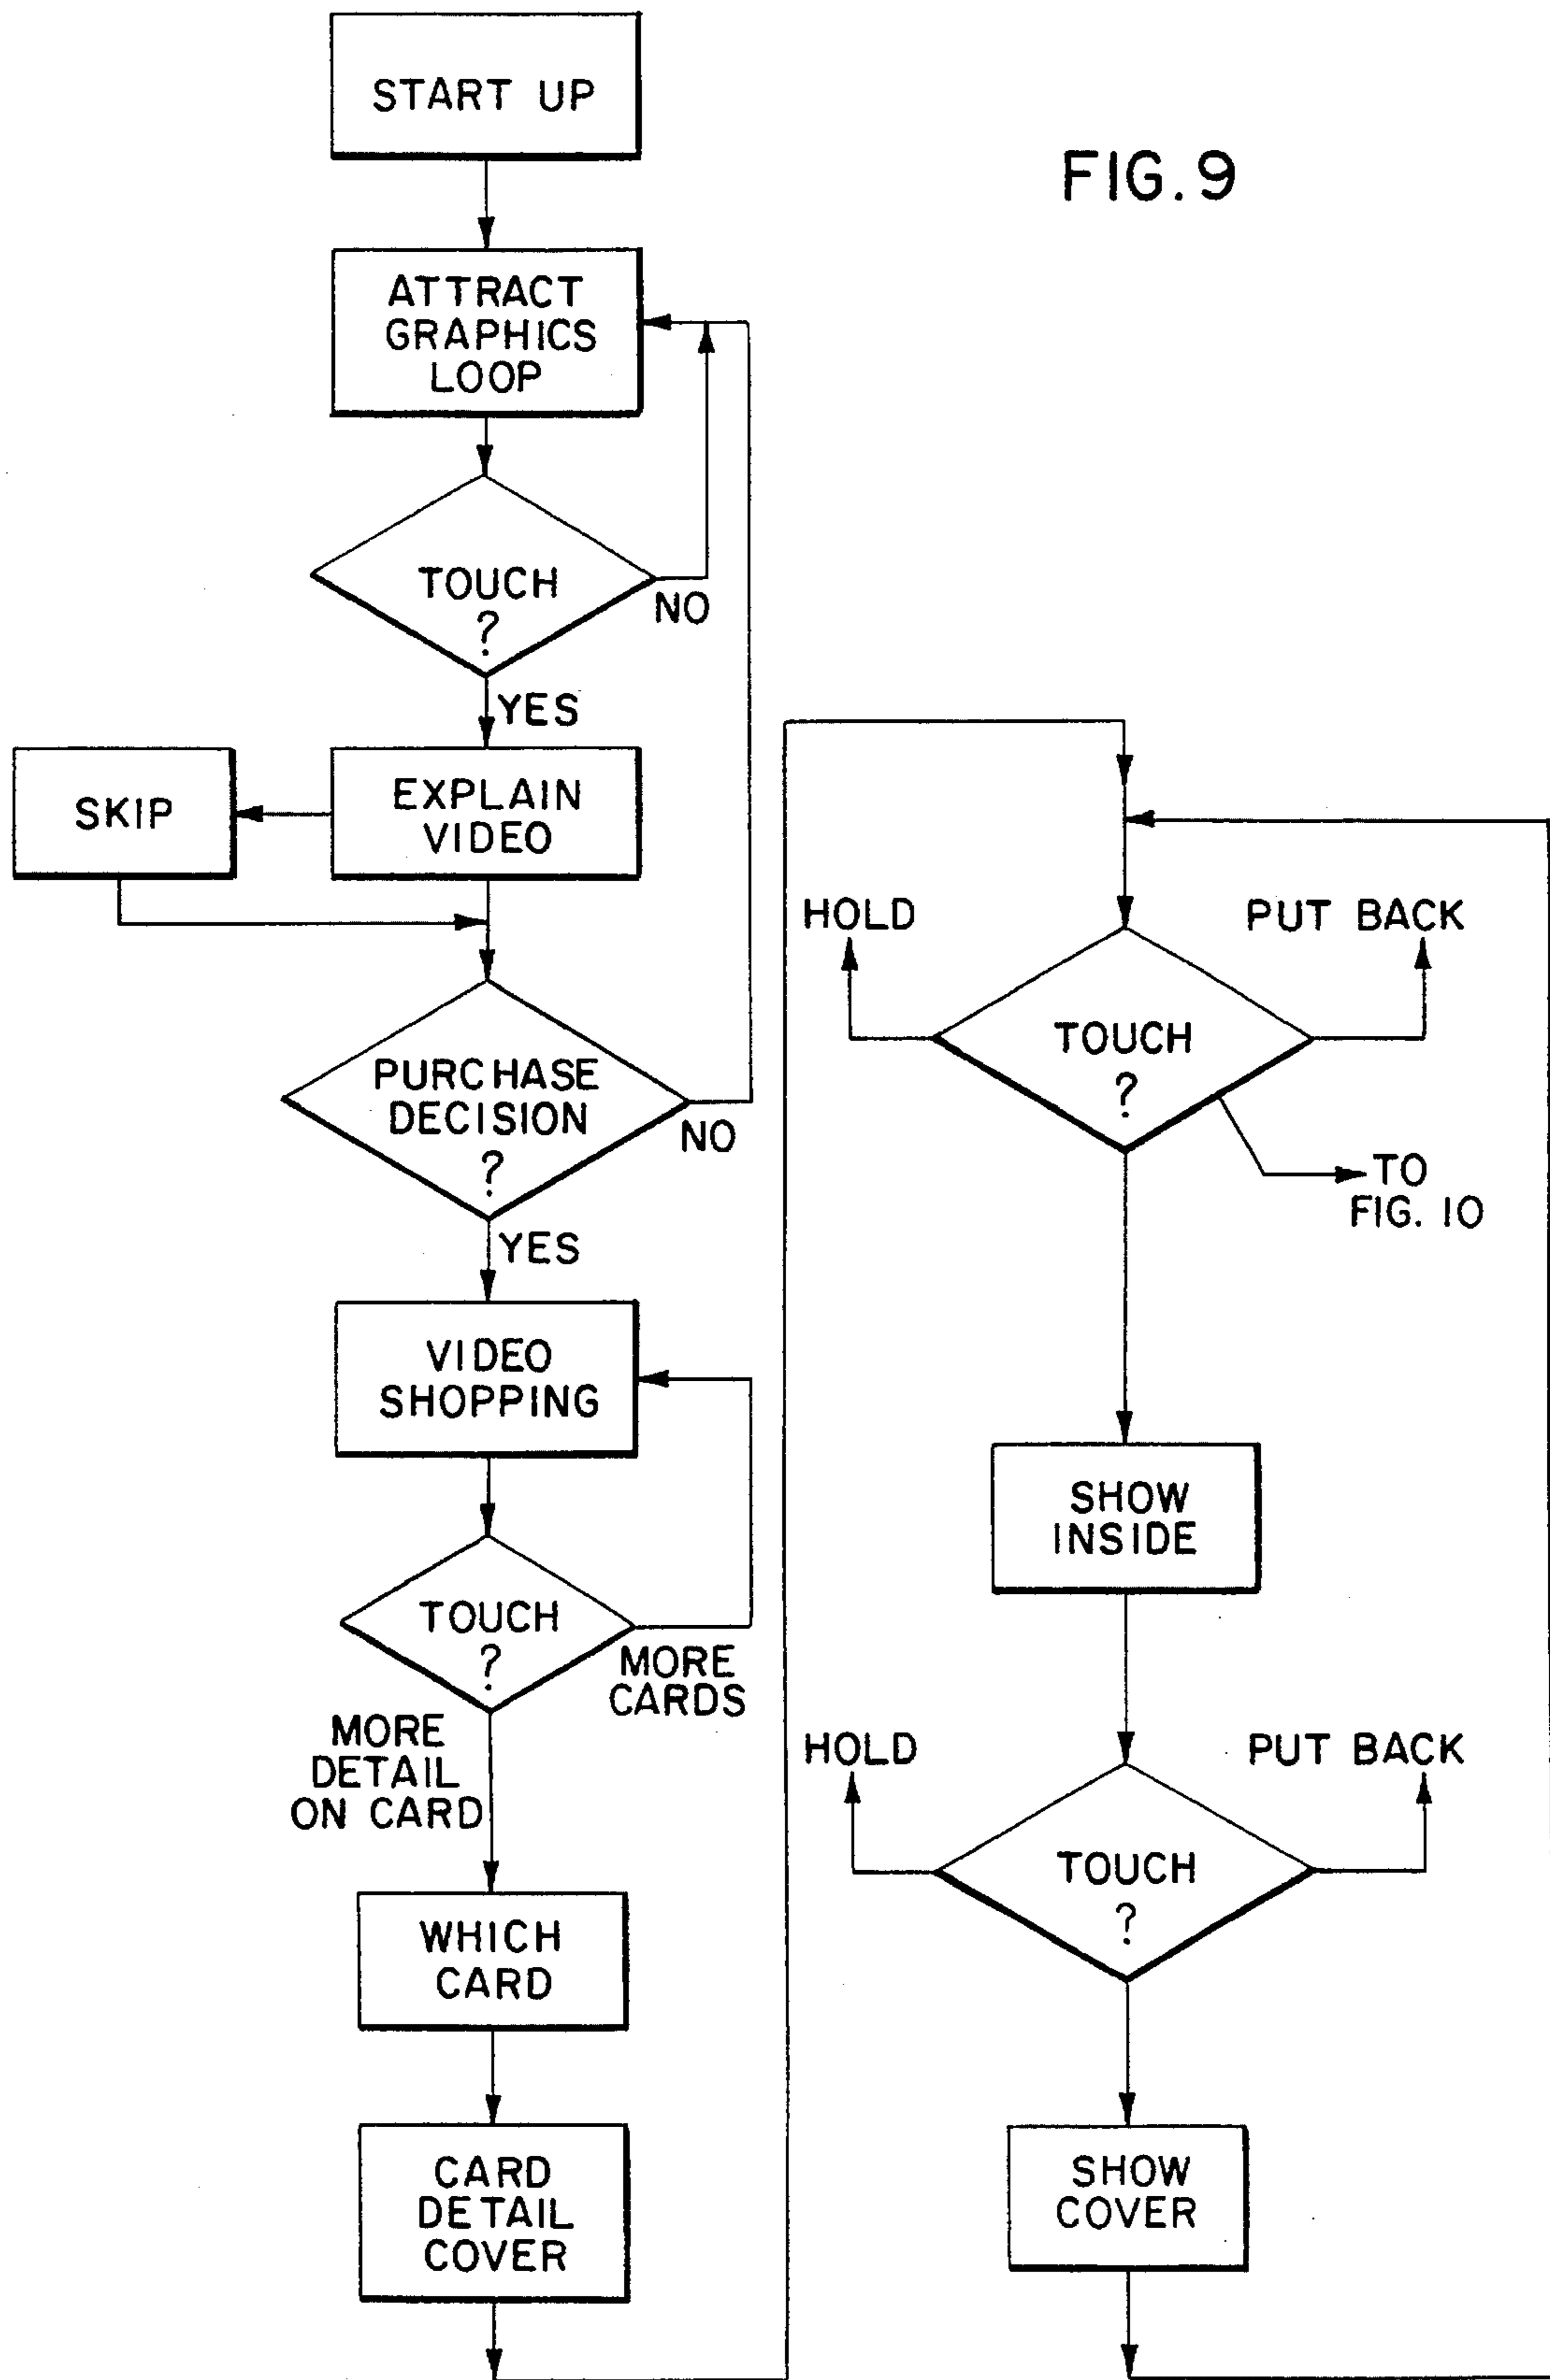 START UP
FIG. 9
ATTRACT
GRAPHICS
LOOP
TOUCH
?
NO
YES
SKIP
EXPLAIN
VIDEO
PURCHASE
DECISION
?
NO
YES
VIDEO
SHOPPING
TOUCH
?
MORE
CARDS
MORE
DETAIL
ON CARD
WHICH
CARD
CARD
DETAIL
COVER
HOLD
PUT BACK
TOUCH
?
TO
FIG. 10
SHOW
INSIDE
HOLD
PUT BACK
TOUCH
?
SHOW
COVER